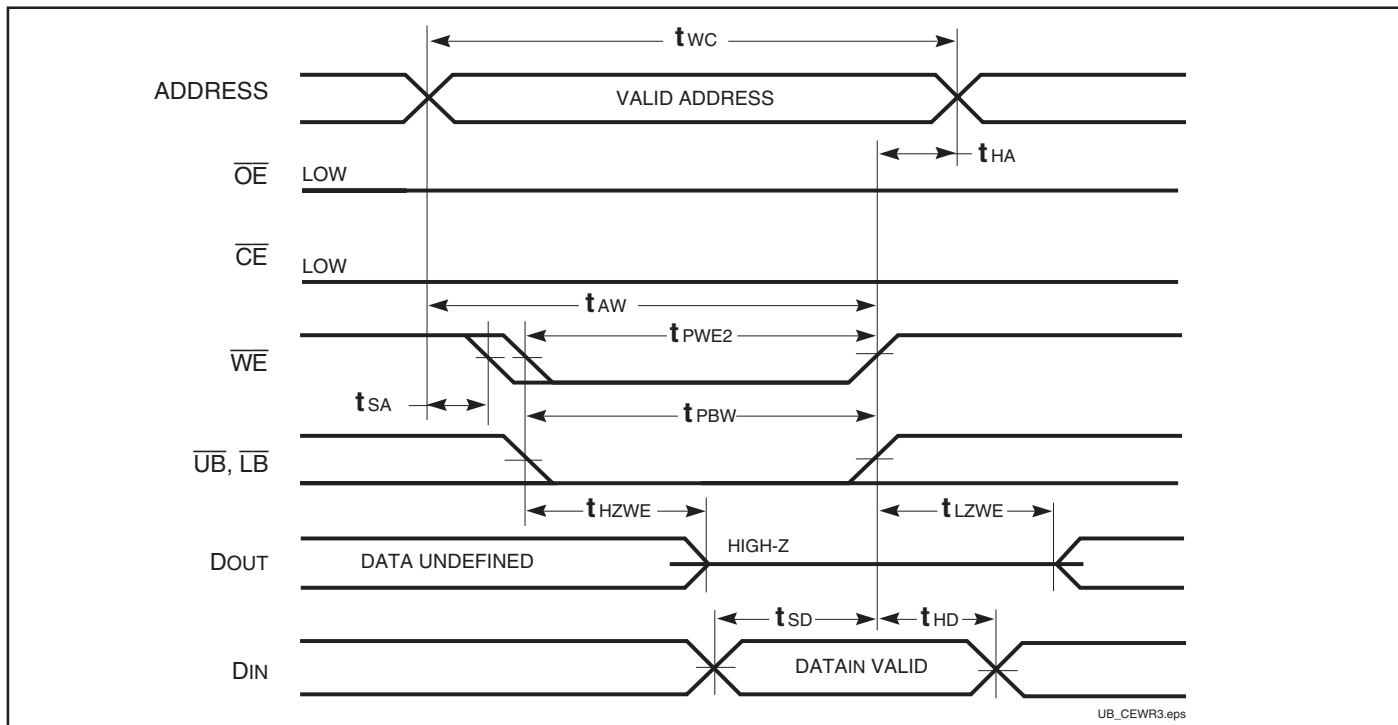 tWC
ADDRESS
VALID ADDRESS
tHA
OE
LOW
CE
LOW
tAW
WE
tPWE2
tSA
tPBW
UB, LB
tHZWE
tLZWE
DOUT
DATA UNDEFINED
HIGH-Z
tSD
tHD
DIN
DATAIN VALID
UB_CEWR3.eps